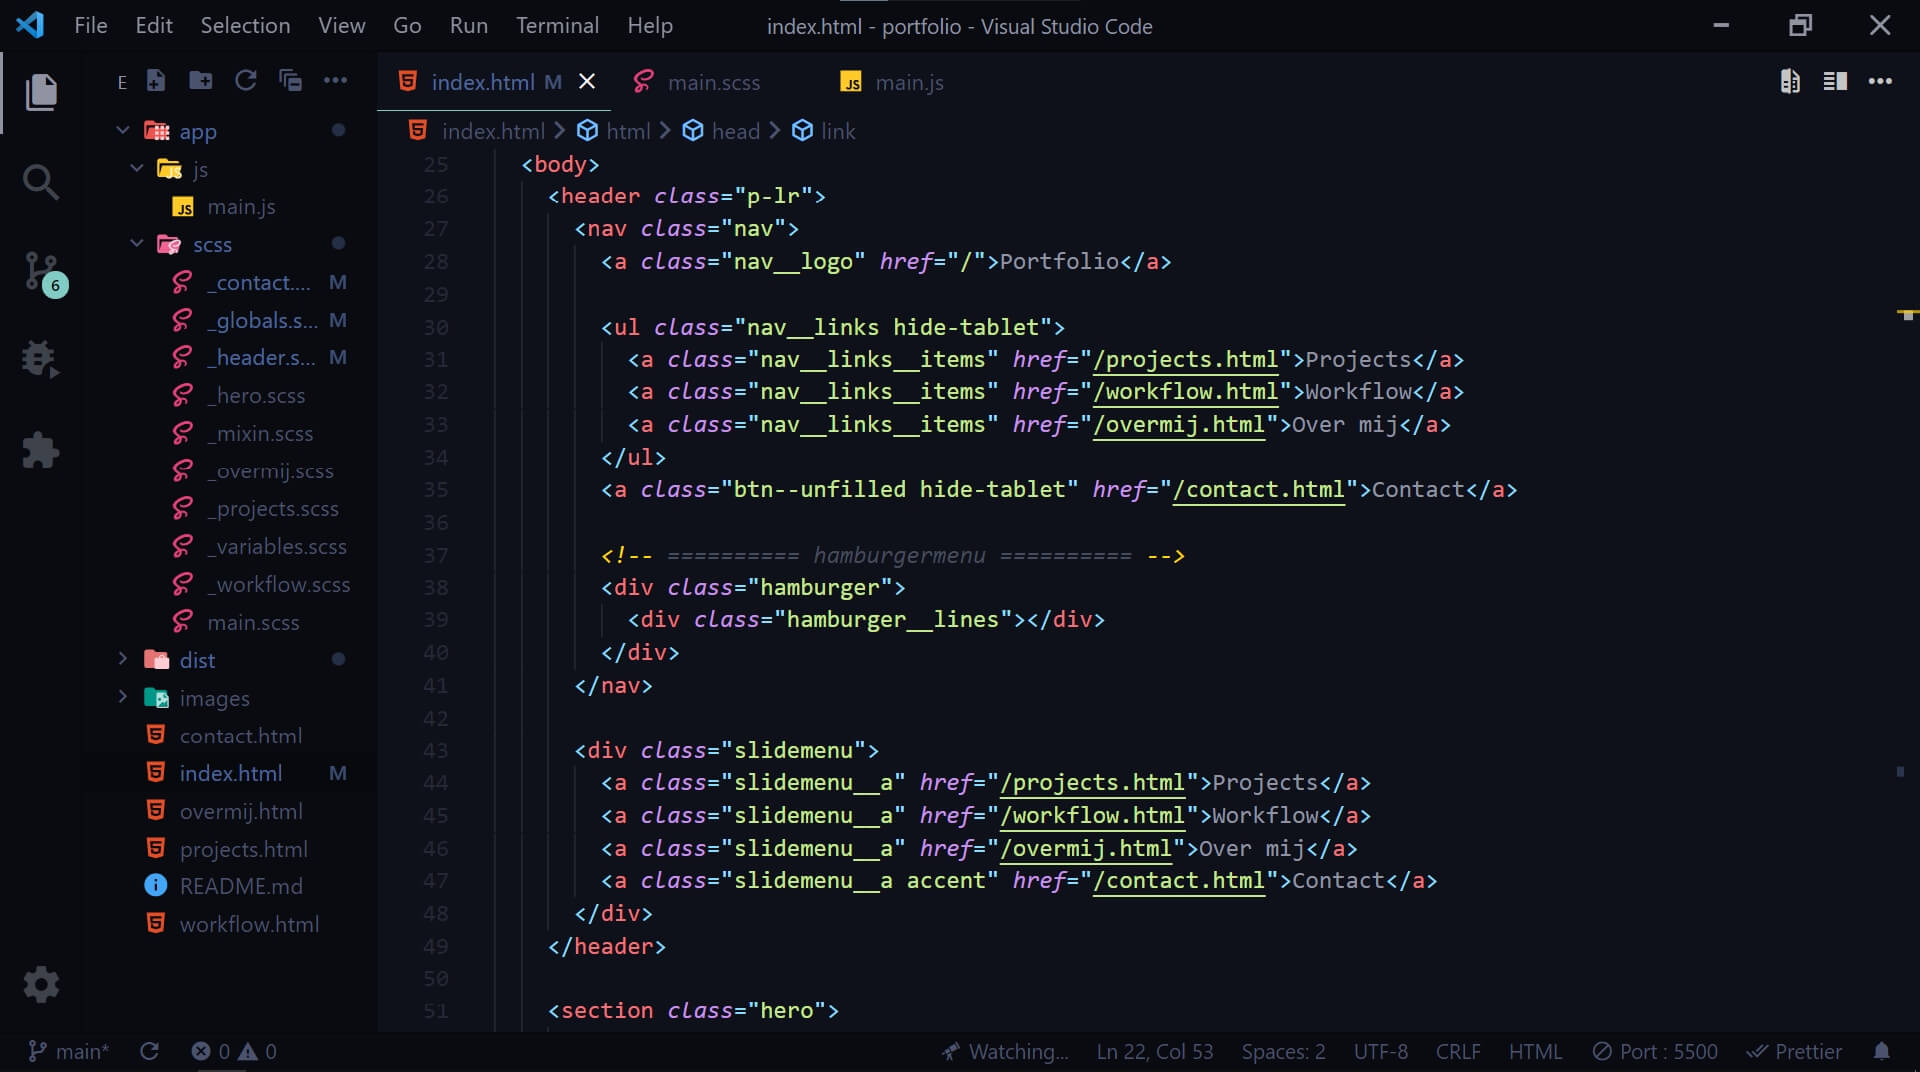 File Edit Selection View Go Run Terminal Help index.html - portfolio - Visual Studio Code
E
index.html M
main.scss
JS main.js
index.html > html > head > link
app
js
JS main.js
scss
_contact.... M
_globals.s... M
_header.s... M
_hero.scss
_mixin.scss
_overmij.scss
_projects.scss
_variables.scss
_workflow.scss
main.scss
dist
images
contact.html
index.html M
overmij.html
projects.html
README.md
workflow.html
6
25 <body>
26 <header class="p-lr">
27 <nav class="nav">
28 <a class="nav__logo" href="/">Portfolio</a>
29
30 <ul class="nav__links hide-tablet">
31 <a class="nav__links__items" href="/projects.html">Projects</a>
32 <a class="nav__links__items" href="/workflow.html">Workflow</a>
33 <a class="nav__links__items" href="/overmij.html">Over mij</a>
34 </ul>
35 <a class="btn--unfilled hide-tablet" href="/contact.html">Contact</a>
36
37 <!-- ========== hamburgermenu ========== -->
38 <div class="hamburger">
39 <div class="hamburger__lines"></div>
40 </div>
41 </nav>
42
43 <div class="slidemenu">
44 <a class="slidemenu__a" href="/projects.html">Projects</a>
45 <a class="slidemenu__a" href="/workflow.html">Workflow</a>
46 <a class="slidemenu__a" href="/overmij.html">Over mij</a>
47 <a class="slidemenu__a accent" href="/contact.html">Contact</a>
48 </div>
49 </header>
50
51 <section class="hero">
main* 0 0 Watching... Ln 22, Col 53 Spaces: 2 UTF-8 CRLF HTML Port : 5500 Prettier